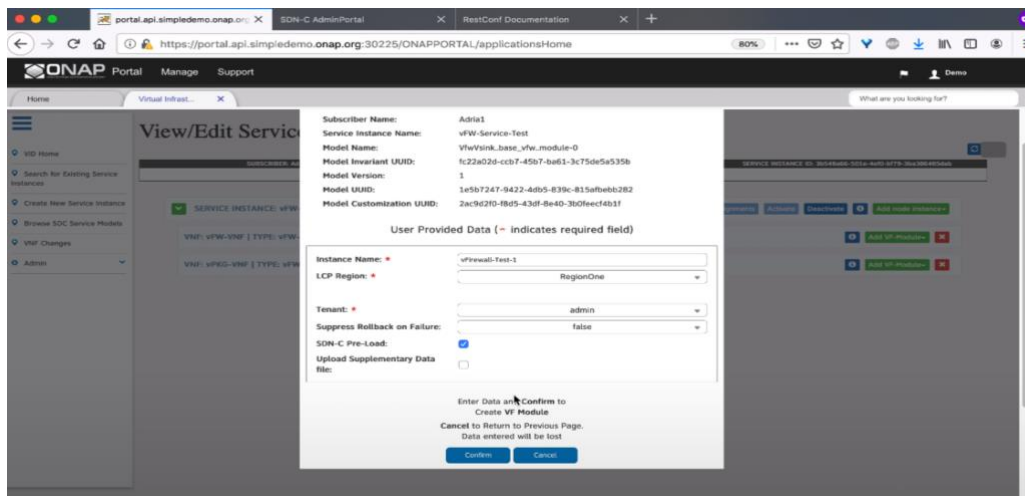 portal.api.simpledemo.onap.org
SDN-C AdminPortal
RestConf Documentation
https://portal.api.simpledemo.onap.org:30225/ONAPPORTAL/applicationsHome
80%
ONAP Portal Manage Support
Demo
Home
Virtual Infrast...
What are you looking for?
View/Edit Servic
VID Home
Search for Existing Service
Instances
Create New Service Instance
Browse SDC Service Models
VNF Changes
Admin
SERVICE INSTANCE: vFW-
Activate Deactivate Add node instance
VNF: vFW-VNF | TYPE: vFW-
Add VF-Module
VNF: vPKG-VNF | TYPE: vFW
Add VF-Module
Subscriber Name: Adria1
Service Instance Name: vFW-Service-Test
Model Name: VfwVsink..base_vfw..module-0
Model Invariant UUID: fc22a02d-ccb7-45b7-ba61-3c75de5a535b
Model Version: 1
Model UUID: 1e5b7247-9422-4db5-839c-815afbebb282
Model Customization UUID: 2ac9d2f0-f8d5-43df-8e40-3b0feecf4b1f
User Provided Data (* indicates required field)
Instance Name: * vFirewall-Test-1
LCP Region: * RegionOne
Tenant: * admin
Suppress Rollback on Failure: false
SDN-C Pre-Load:
Upload Supplementary Data
file:
Enter Data and Confirm to
Create VF Module
Cancel to Return to Previous Page.
Data entered will be lost
Confirm Cancel